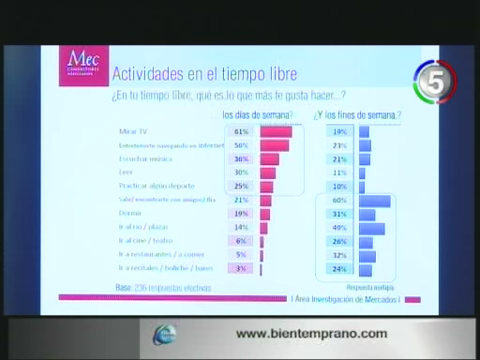 Mec
CONSULTORES
ASOCIADOS
Actividades en el tiempo libre
¿En tu tiempo libre, qué es lo que más te gusta hacer...?
5
... los días de semana?
¿Y los fines de semana,?
Mirar TV 61% 19%
Entretenerte navegando en internet 56% 23%
Escuchar música 36% 21%
Leer 30% 11%
Practicar algún deporte 25% 10%
Salir/ encontrarte con amigos/ flia 21% 60%
Dormir 19% 31%
Ir al río / plazas 14% 49%
Ir al cine / teatro 6% 26%
Ir a restaurantes / a comer 5% 32%
Ir a recitales / boliche / bares 3% 24%
Base: 236 respuestas efectivas
Respuesta múltiple
| Área Investigación de Mercados |
www.bientemprano.com